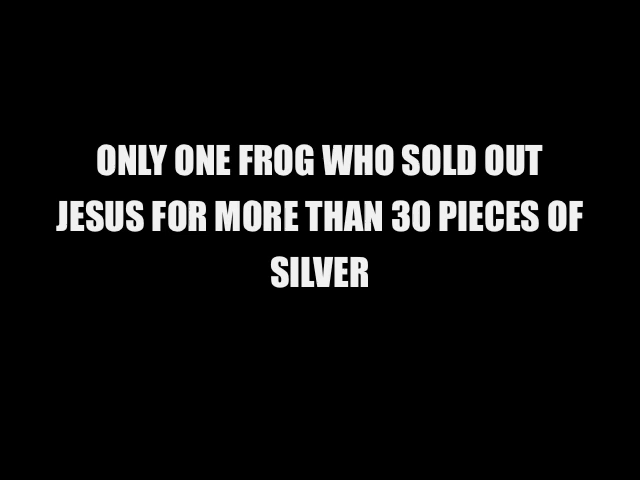 ONLY ONE FROG WHO SOLD OUT
JESUS FOR MORE THAN 30 PIECES OF
SILVER